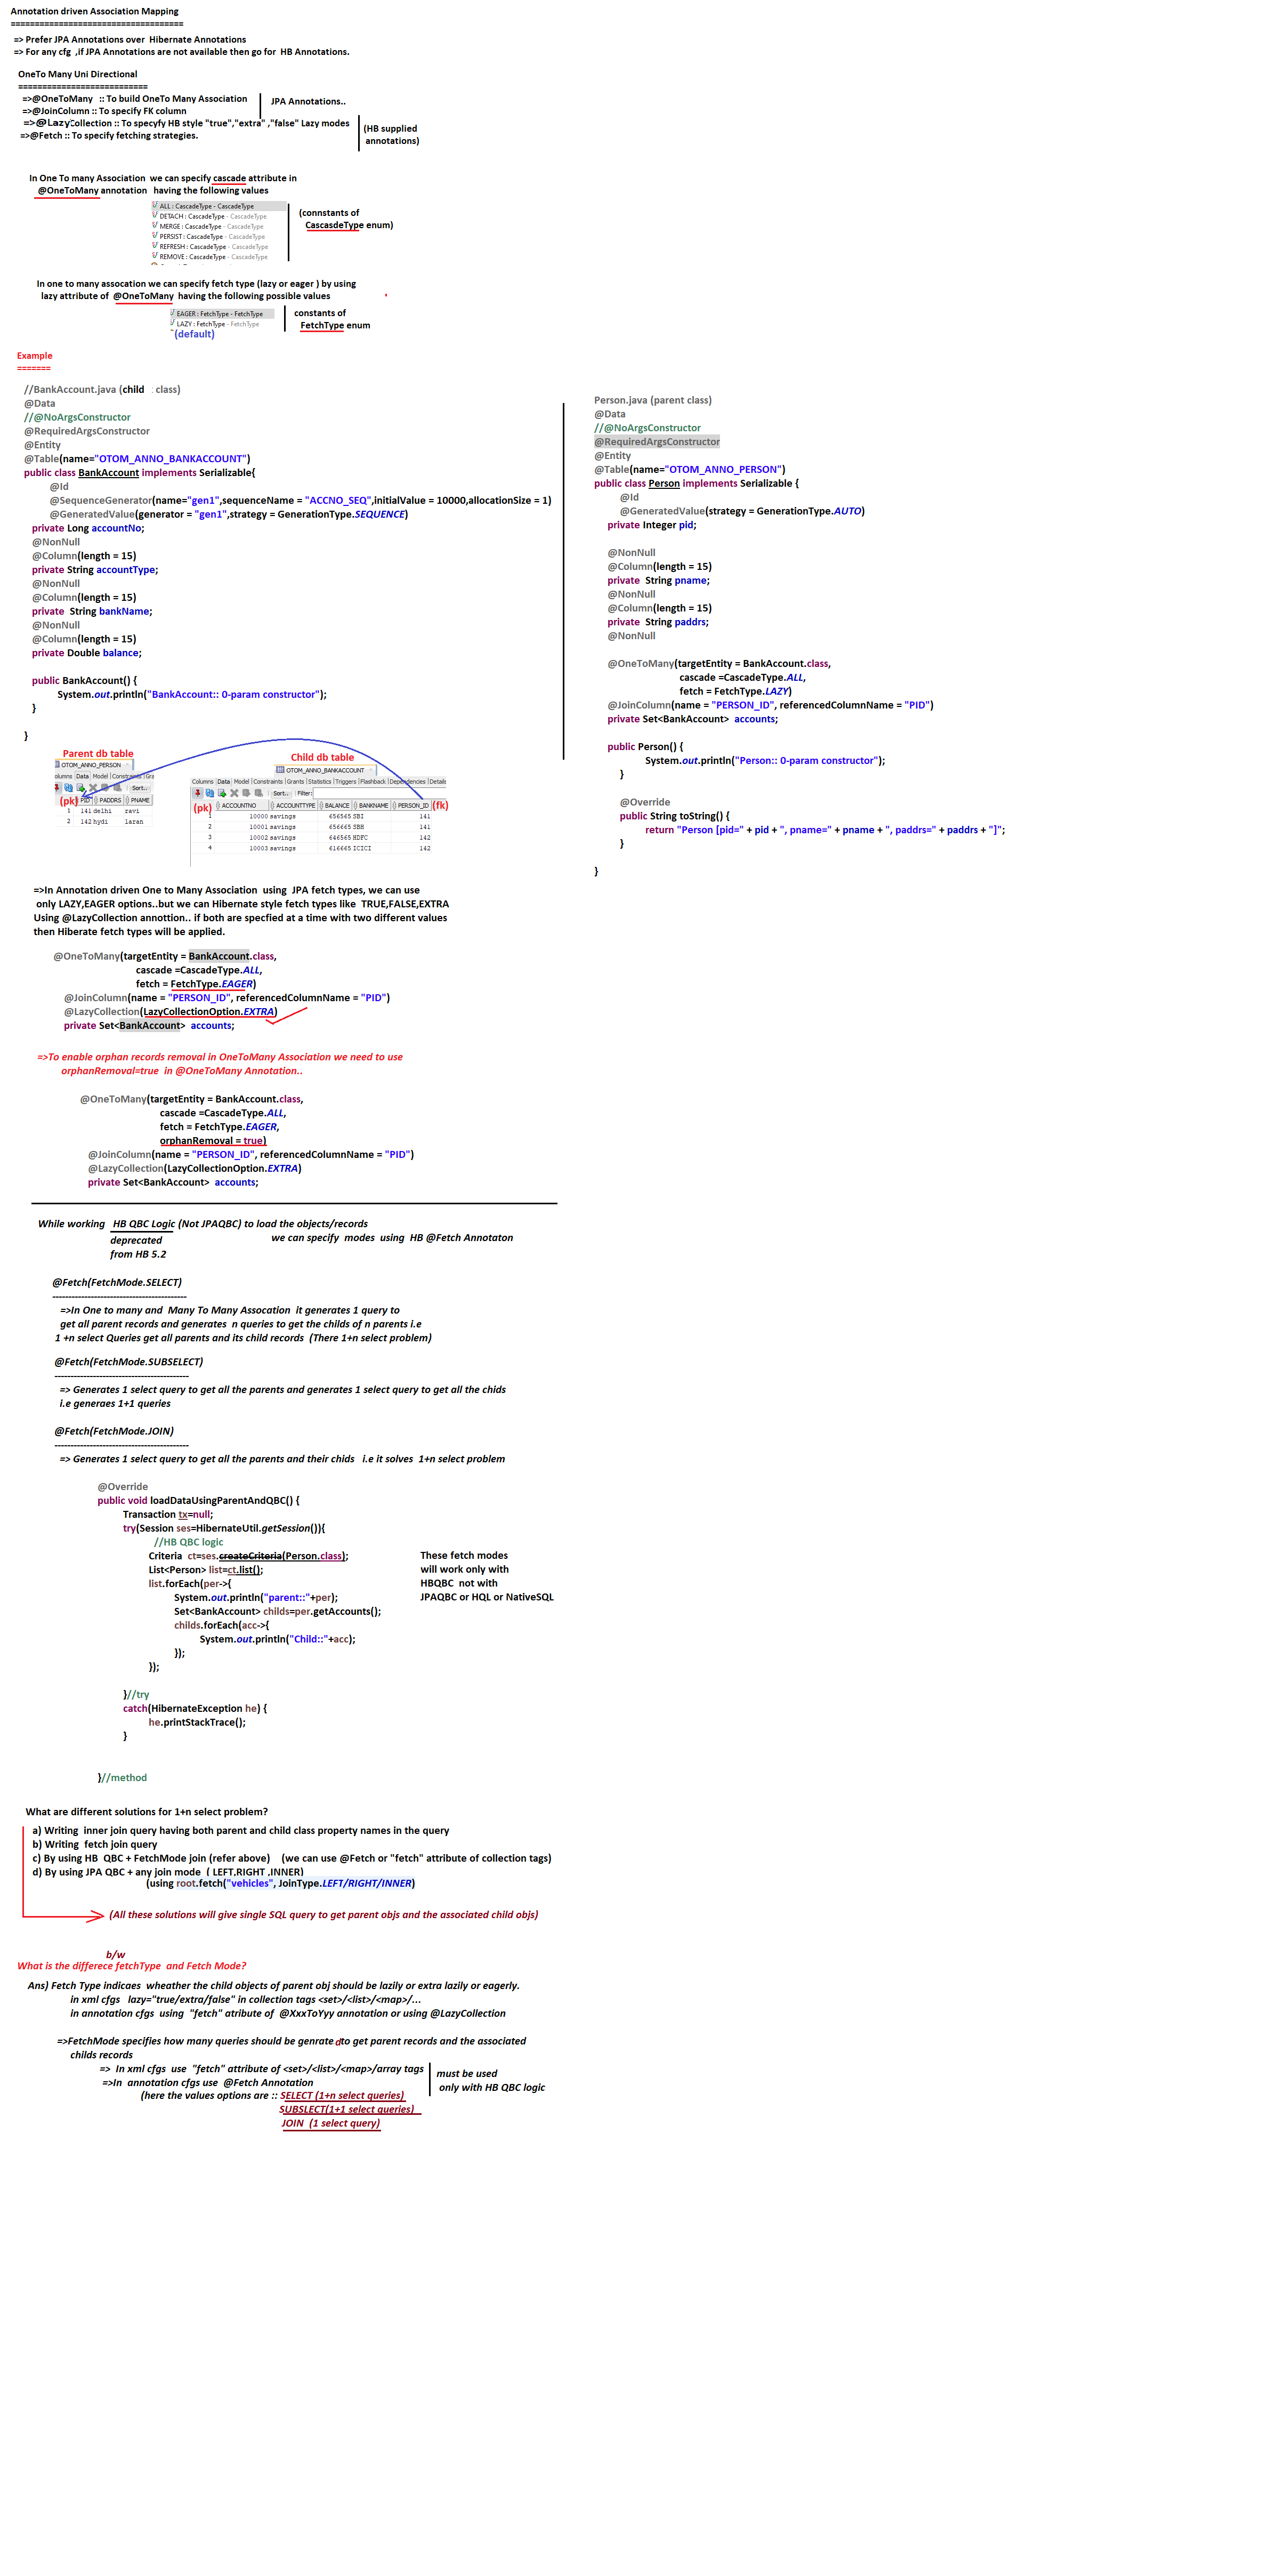 Annotation driven Association Mapping
====================================
=> Prefer JPA Annotations over Hibernate Annotations
=> For any cfg ,if JPA Annotations are not available then go for HB Annotations.
OneTo Many Uni Directional
===========================
=>@OneToMany :: To build OneTo Many Association
JPA Annotations..
=>@JoinColumn :: To specify FK column
=>@LazyCollection :: To specyfy HB style "true","extra" ,"false" Lazy modes
=>@Fetch :: To specify fetching strategies.
(HB supplied
annotations)
In One To many Association we can specify cascade attribute in
@OneToMany annotation having the following values
ALL : CascadeType - CascadeType
DETACH : CascadeType - CascadeType
MERGE : CascadeType - CascadeType
PERSIST : CascadeType - CascadeType
REFRESH : CascadeType - CascadeType
REMOVE : CascadeType - CascadeType
(connstants of
CascasdeType enum)
In one to many assocation we can specify fetch type (lazy or eager ) by using
lazy attribute of @OneToMany having the following possible values
EAGER : FetchType - FetchType
LAZY : FetchType - FetchType
(default)
constants of
FetchType enum
Example
=======
//BankAccount.java (child : class)
@Data
//@NoArgsConstructor
@RequiredArgsConstructor
@Entity
@Table(name="OTOM_ANNO_BANKACCOUNT")
public class BankAccount implements Serializable{
@Id
@SequenceGenerator(name="gen1",sequenceName = "ACCNO_SEQ",initialValue = 10000,allocationSize = 1)
@GeneratedValue(generator = "gen1",strategy = GenerationType.SEQUENCE)
private Long accountNo;
@NonNull
@Column(length = 15)
private String accountType;
@NonNull
@Column(length = 15)
private String bankName;
@NonNull
@Column(length = 15)
private Double balance;
public BankAccount() {
System.out.println("BankAccount:: 0-param constructor");
}
}
Person.java (parent class)
@Data
//@NoArgsConstructor
@RequiredArgsConstructor
@Entity
@Table(name="OTOM_ANNO_PERSON")
public class Person implements Serializable {
@Id
@GeneratedValue(strategy = GenerationType.AUTO)
private Integer pid;
@NonNull
@Column(length = 15)
private String pname;
@NonNull
@Column(length = 15)
private String paddrs;
@NonNull
@OneToMany(targetEntity = BankAccount.class,
cascade =CascadeType.ALL,
fetch = FetchType.LAZY)
@JoinColumn(name = "PERSON_ID", referencedColumnName = "PID")
private Set<BankAccount> accounts;
public Person() {
System.out.println("Person:: 0-param constructor");
}
@Override
public String toString() {
return "Person [pid=" + pid + ", pname=" + pname + ", paddrs=" + paddrs + "]";
}
}
Parent db table
OTOM_ANNO_PERSON
olumns Data Model Constraints Gra
Sort..
(pk) PID PADDRS PNAME
1 141 delhi ravi
2 142 hydi laran
Child db table
OTOM_ANNO_BANKACCOUNT
Columns Data Model Constraints Grants Statistics Triggers Flashback Dependencies Details
Sort.. Filter:
(pk) ACCOUNTNO ACCOUNTTYPE BALANCE BANKNAME PERSON_ID (fk)
1 10000 savings 656565 SBI 141
2 10001 savings 656665 SBH 141
3 10002 savings 646565 HDFC 142
4 10003 savings 616665 ICICI 142
=>In Annotation driven One to Many Association using JPA fetch types, we can use
only LAZY,EAGER options..but we can Hibernate style fetch types like TRUE,FALSE,EXTRA
Using @LazyCollection annottion.. if both are specfied at a time with two different values
then Hiberate fetch types will be applied.
@OneToMany(targetEntity = BankAccount.class,
cascade =CascadeType.ALL,
fetch = FetchType.EAGER)
@JoinColumn(name = "PERSON_ID", referencedColumnName = "PID")
@LazyCollection(LazyCollectionOption.EXTRA)
private Set<BankAccount> accounts;
=>To enable orphan records removal in OneToMany Association we need to use
orphanRemoval=true in @OneToMany Annotation..
@OneToMany(targetEntity = BankAccount.class,
cascade =CascadeType.ALL,
fetch = FetchType.EAGER,
orphanRemoval = true)
@JoinColumn(name = "PERSON_ID", referencedColumnName = "PID")
@LazyCollection(LazyCollectionOption.EXTRA)
private Set<BankAccount> accounts;
While working HB QBC Logic (Not JPAQBC) to load the objects/records
deprecated
from HB 5.2
we can specify modes using HB @Fetch Annotaton
@Fetch(FetchMode.SELECT)
------------------------------------------
=>In One to many and Many To Many Assocation it generates 1 query to
get all parent records and generates n queries to get the childs of n parents i.e
1 +n select Queries get all parents and its child records (There 1+n select problem)
@Fetch(FetchMode.SUBSELECT)
------------------------------------------
=> Generates 1 select query to get all the parents and generates 1 select query to get all the chids
i.e generaes 1+1 queries
@Fetch(FetchMode.JOIN)
------------------------------------------
=> Generates 1 select query to get all the parents and their chids i.e it solves 1+n select problem
@Override
public void loadDataUsingParentAndQBC() {
Transaction tx=null;
try(Session ses=HibernateUtil.getSession()){
//HB QBC logic
Criteria ct=ses.createCriteria(Person.class);
List<Person> list=ct.list();
list.forEach(per->{
System.out.println("parent::"+per);
Set<BankAccount> childs=per.getAccounts();
childs.forEach(acc->{
System.out.println("Child::"+acc);
});
});
}//try
catch(HibernateException he) {
he.printStackTrace();
}
}//method
These fetch modes
will work only with
HBQBC not with
JPAQBC or HQL or NativeSQL
What are different solutions for 1+n select problem?
a) Writing inner join query having both parent and child class property names in the query
b) Writing fetch join query
c) By using HB QBC + FetchMode join (refer above) (we can use @Fetch or "fetch" attribute of collection tags)
d) By using JPA QBC + any join mode ( LEFT,RIGHT ,INNER)
(using root.fetch("vehicles", JoinType.LEFT/RIGHT/INNER)
(All these solutions will give single SQL query to get parent objs and the associated child objs)
b/w
What is the differece fetchType and Fetch Mode?
Ans) Fetch Type indicaes wheather the child objects of parent obj should be lazily or extra lazily or eagerly.
in xml cfgs lazy="true/extra/false" in collection tags <set>/<list>/<map>/...
in annotation cfgs using "fetch" atribute of @XxxToYyy annotation or using @LazyCollection
=>FetchMode specifies how many queries should be genrate d to get parent records and the associated
childs records
=> In xml cfgs use "fetch" attribute of <set>/<list>/<map>/array tags
=>In annotation cfgs use @Fetch Annotation
must be used
only with HB QBC logic
(here the values options are :: SELECT (1+n select queries)
SUBSLECT(1+1 select queries)
JOIN (1 select query)